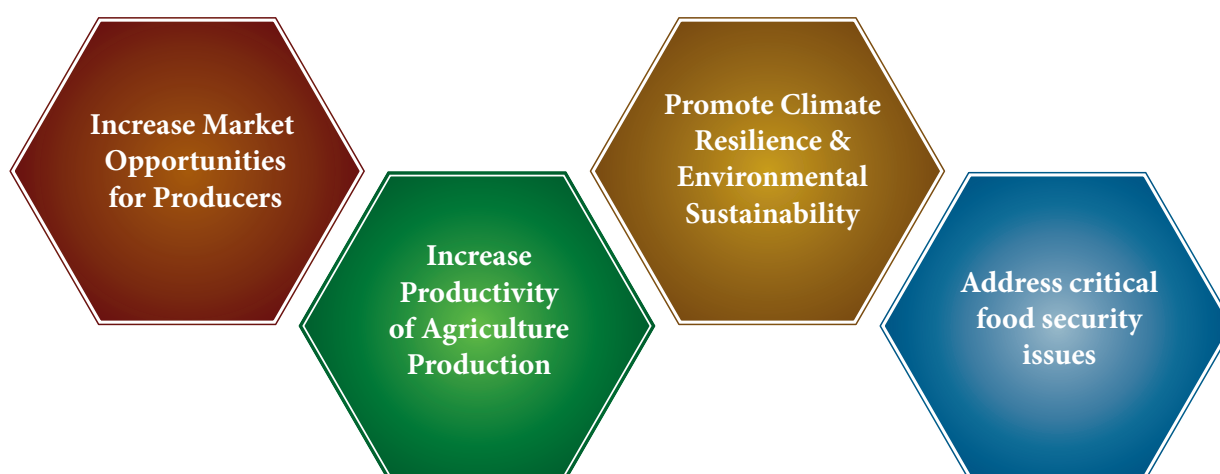 Increase Market
Opportunities
for Producers
Increase
Productivity
of Agriculture
Production
Promote Climate
Resilience &
Environmental
Sustainability
Address critical
food security
issues